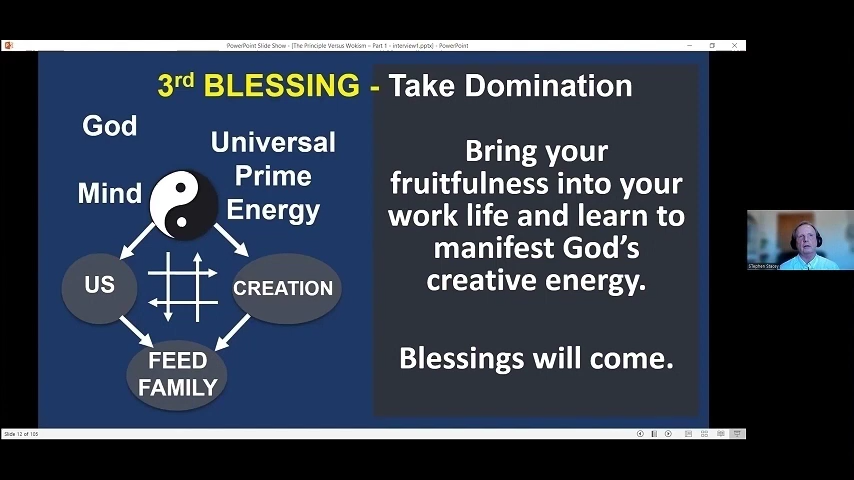 PowerPoint Slide Show - [The Principle Versus Wokism – Part 1 - interview1.pptx] - PowerPoint
3rd BLESSING - Take Domination
God
Universal
Prime
Energy
Mind
US
CREATION
FEED
FAMILY
Bring your
fruitfulness into your
work life and learn to
manifest God's
creative energy.
Blessings will come.
STephen Stacey
Slide 12 of 105